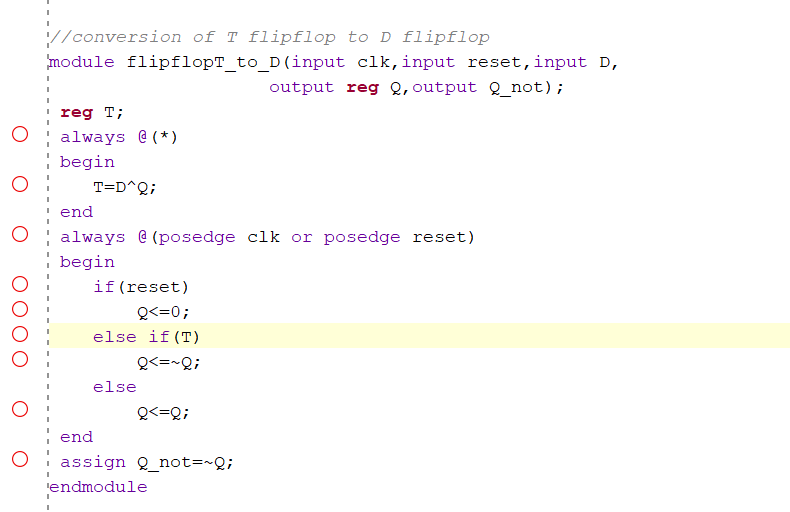 //conversion of T flipflop to D flipflop
module flipflopT_to_D(input clk,input reset,input D,
output reg Q,output Q_not);
reg T;
always @(*)
begin
T=D^Q;
end
always @(posedge clk or posedge reset)
begin
if(reset)
Q<=0;
else if(T)
Q<=~Q;
else
Q<=Q;
end
assign Q_not=~Q;
endmodule